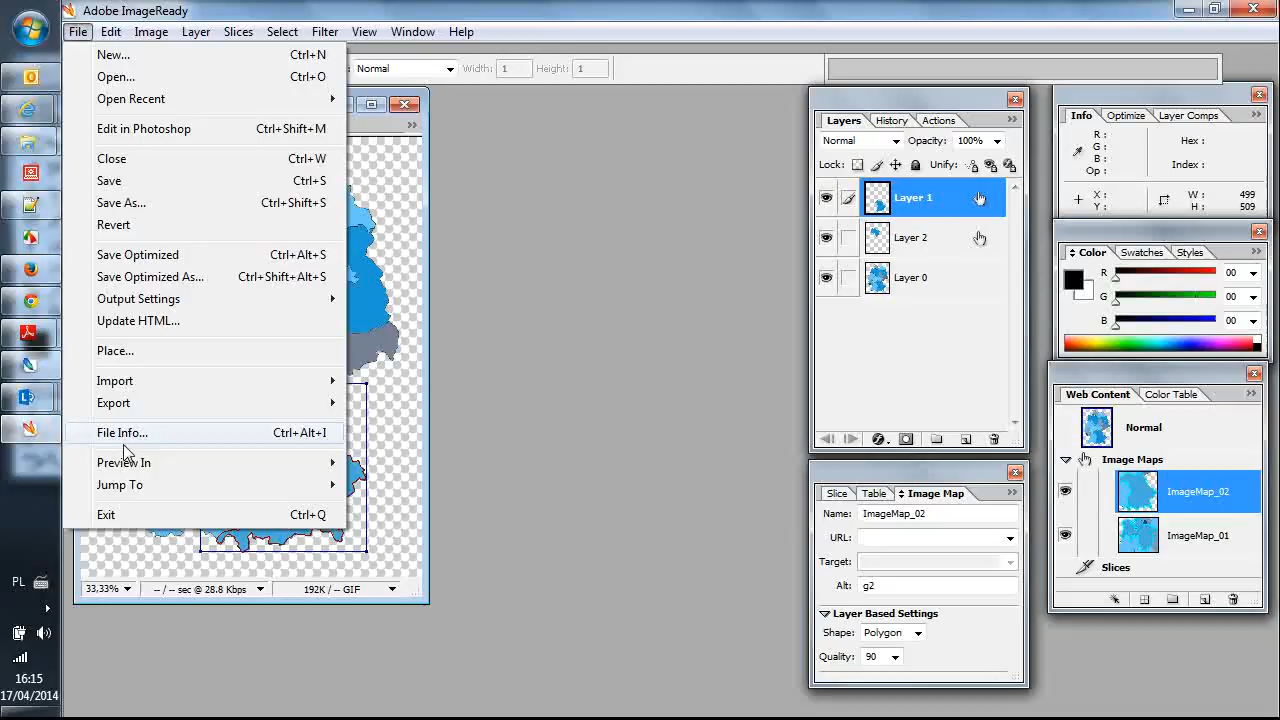 Adobe ImageReady
File Edit Image Layer Slices Select Filter View Window Help
New... Ctrl+N
Open... Ctrl+O
Open Recent
Edit in Photoshop Ctrl+Shift+M
Close Ctrl+W
Save Ctrl+S
Save As... Ctrl+Shift+S
Revert
Save Optimized Ctrl+Alt+S
Save Optimized As... Ctrl+Shift+Alt+S
Output Settings
Update HTML...
Place...
Import
Export
File Info... Ctrl+Alt+I
Preview In
Jump To
Exit Ctrl+Q
Normal Width: 1 Height: 1
33,33% -- / -- sec @ 28.8 Kbps 192K / -- GIF
Layers History Actions
Normal Opacity: 100%
Lock: Unify:
Layer 1
Layer 2
Layer 0
Slice Table Image Map
Name: ImageMap_02
URL:
Target:
Alt: g2
Layer Based Settings
Shape: Polygon
Quality: 90
Info Optimize Layer Comps
R : Hex :
G :
B : Index :
Op :
X : W : 499
Y : H : 509
Color Swatches Styles
R 00
G 00
B 00
Web Content Color Table
Normal
Image Maps
ImageMap_02
ImageMap_01
Slices
PL
16:15
17/04/2014